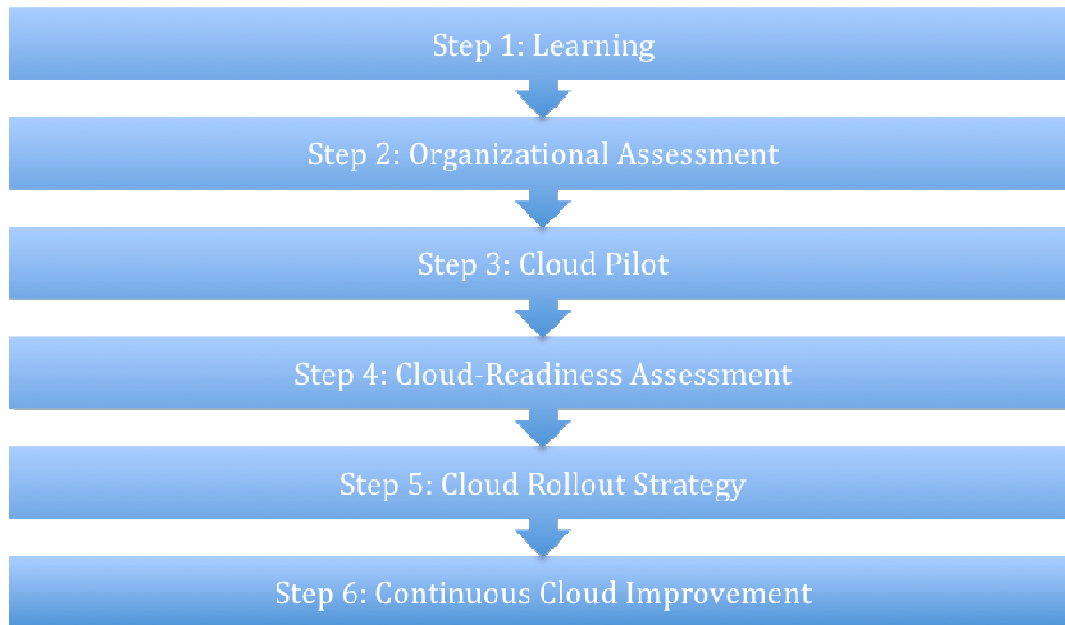 Step 1: Learning
Step 2: Organizational Assessment
Step 3: Cloud Pilot
Step 4: Cloud-Readiness Assessment
Step 5: Cloud Rollout Strategy
Step 6: Continuous Cloud Improvement